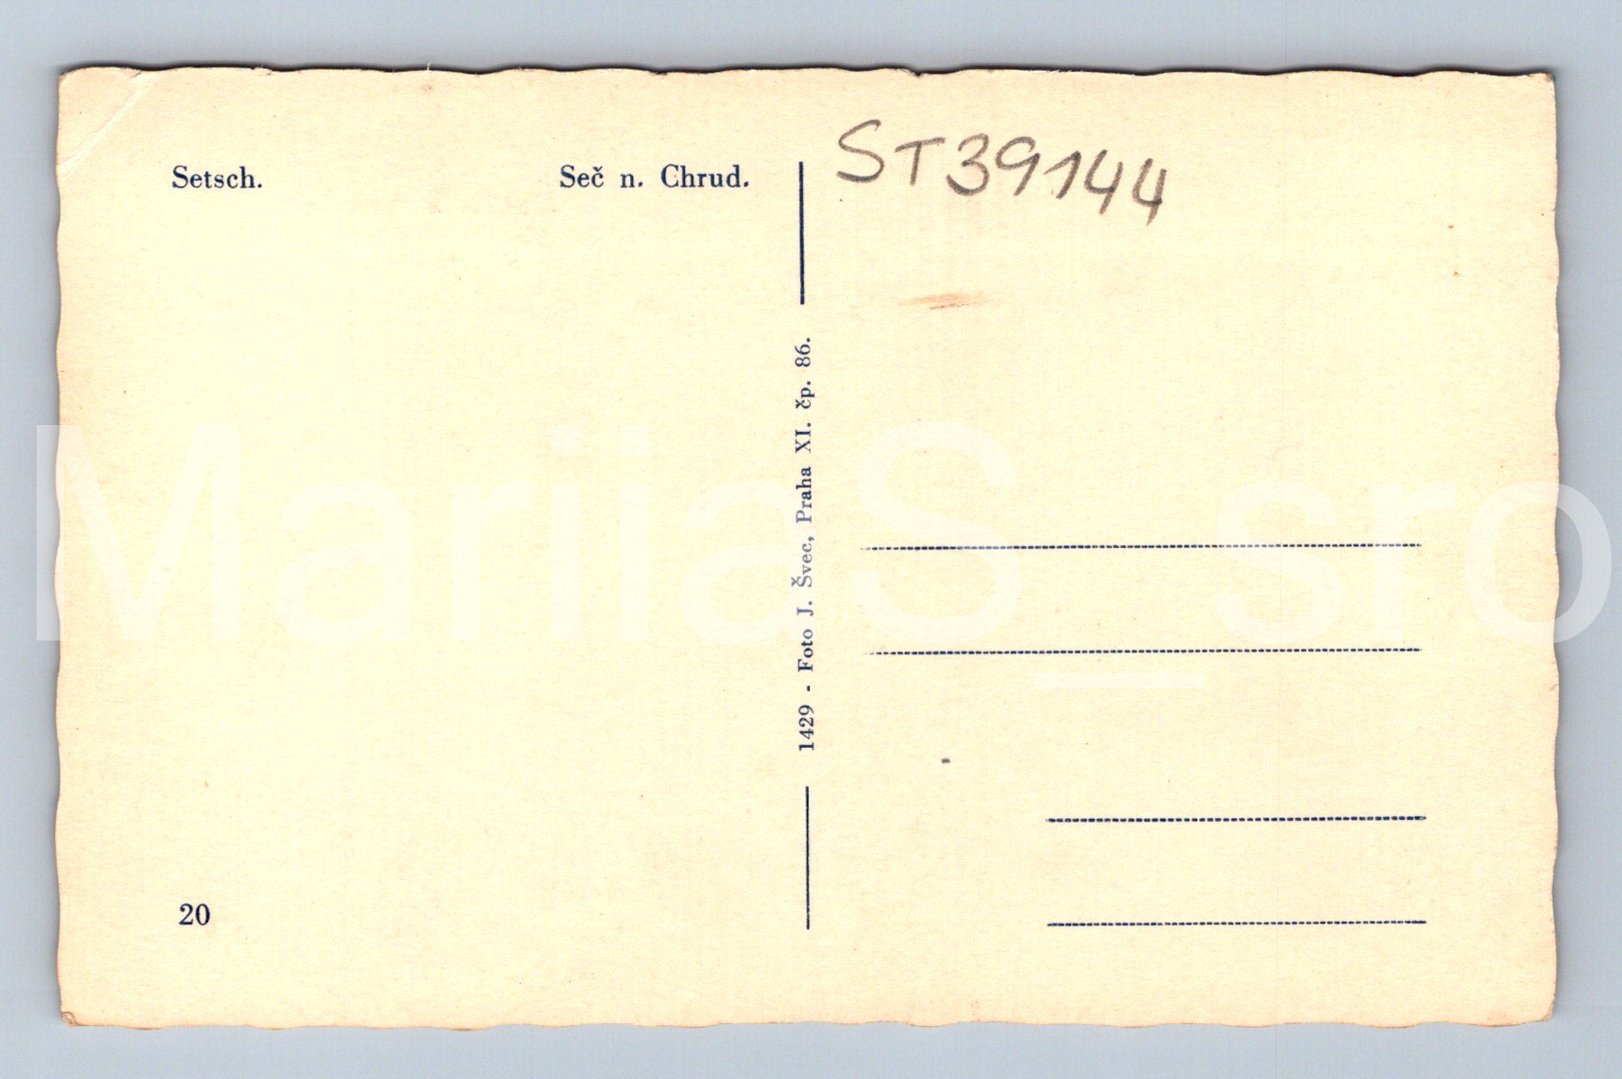 Setsch.
Seč n. Chrud.
ST39144
1429 - Foto J. Švec, Praha XI. čp. 86.
MariiaS_sro
20